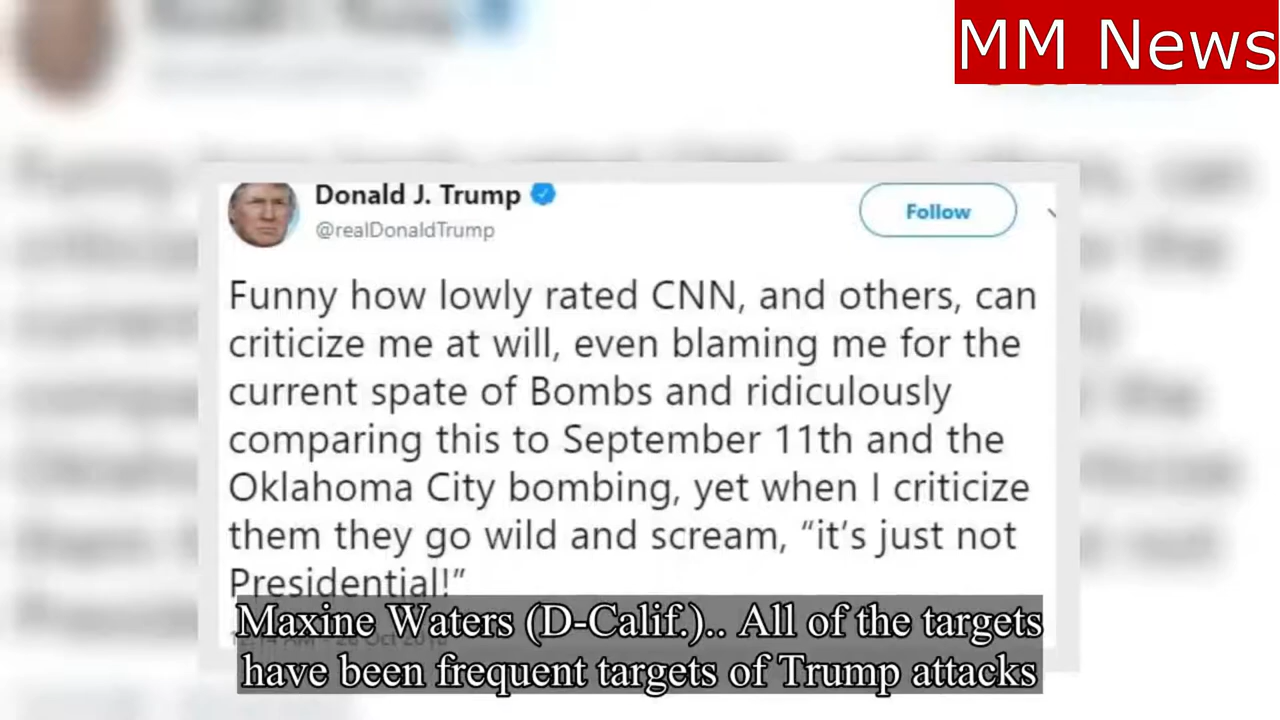 MM News
Donald J. Trump
@realDonaldTrump
Follow
Funny how lowly rated CNN, and others, can
criticize me at will, even blaming me for the
current spate of Bombs and ridiculously
comparing this to September 11th and the
Oklahoma City bombing, yet when I criticize
them they go wild and scream, “it’s just not
Presidential!”
Maxine Waters (D-Calif.).. All of the targets
have been frequent targets of Trump attacks